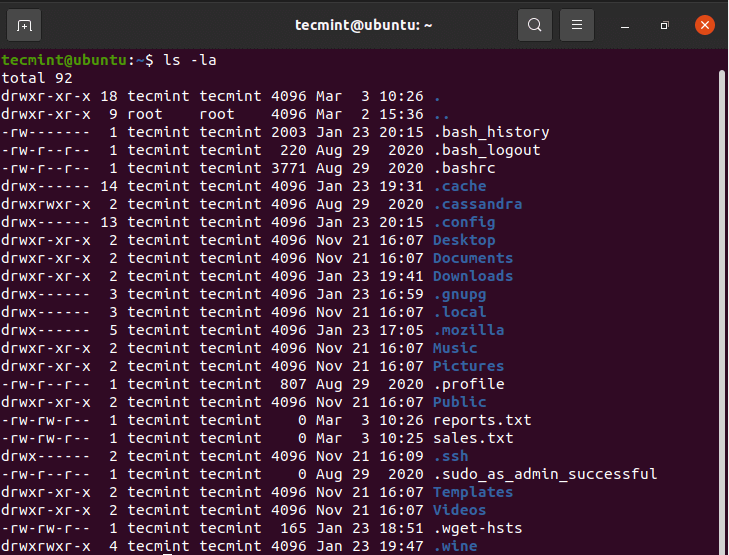 tecmint@ubuntu: ~
tecmint@ubuntu:~$ ls -la
total 92
drwxr-xr-x 18 tecmint tecmint 4096 Mar  3 10:26 .
drwxr-xr-x  9 root    root    4096 Mar  2 15:36 ..
-rw-------  1 tecmint tecmint 2003 Jan 23 20:15 .bash_history
-rw-r--r--  1 tecmint tecmint  220 Aug 29  2020 .bash_logout
-rw-r--r--  1 tecmint tecmint 3771 Aug 29  2020 .bashrc
drwx------ 14 tecmint tecmint 4096 Jan 23 19:31 .cache
drwxrwxr-x  2 tecmint tecmint 4096 Aug 29  2020 .cassandra
drwx------ 13 tecmint tecmint 4096 Jan 23 20:15 .config
drwxr-xr-x  2 tecmint tecmint 4096 Nov 21 16:07 Desktop
drwxr-xr-x  2 tecmint tecmint 4096 Nov 21 16:07 Documents
drwxr-xr-x  2 tecmint tecmint 4096 Jan 23 19:41 Downloads
drwx------  3 tecmint tecmint 4096 Jan 23 16:59 .gnupg
drwx------  3 tecmint tecmint 4096 Nov 21 16:07 .local
drwx------  5 tecmint tecmint 4096 Jan 23 17:05 .mozilla
drwxr-xr-x  2 tecmint tecmint 4096 Nov 21 16:07 Music
drwxr-xr-x  2 tecmint tecmint 4096 Nov 21 16:07 Pictures
-rw-r--r--  1 tecmint tecmint  807 Aug 29  2020 .profile
drwxr-xr-x  2 tecmint tecmint 4096 Nov 21 16:07 Public
-rw-rw-r--  1 tecmint tecmint    0 Mar  3 10:26 reports.txt
-rw-rw-r--  1 tecmint tecmint    0 Mar  3 10:25 sales.txt
drwx------  2 tecmint tecmint 4096 Nov 21 16:09 .ssh
-rw-r--r--  1 tecmint tecmint    0 Aug 29  2020 .sudo_as_admin_successful
drwxr-xr-x  2 tecmint tecmint 4096 Nov 21 16:07 Templates
drwxr-xr-x  2 tecmint tecmint 4096 Nov 21 16:07 Videos
-rw-rw-r--  1 tecmint tecmint  165 Jan 23 18:51 .wget-hsts
drwxrwxr-x  4 tecmint tecmint 4096 Jan 23 19:47 .wine